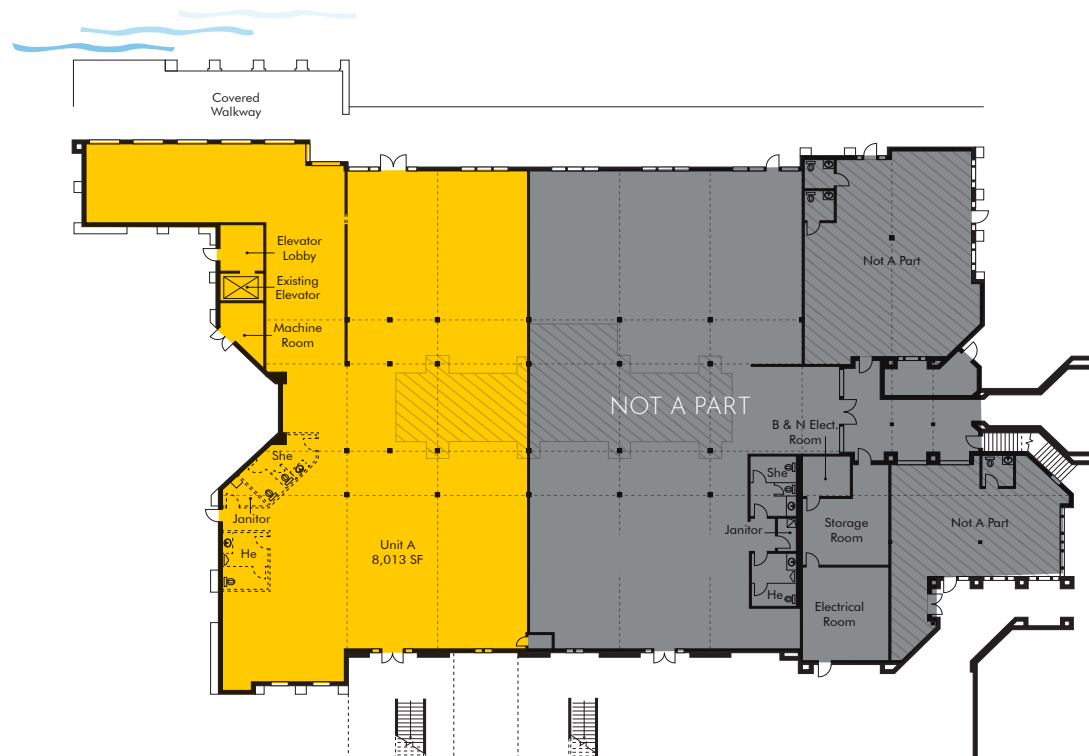 Covered
Walkway
Elevator
Lobby
Existing
Elevator
Machine
Room
Not A Part
NOT A PART
B & N Elect.
Room
She
She
Janitor
Janitor
He
Unit A
8,013 SF
Storage
Room
Not A Part
He
Electrical
Room